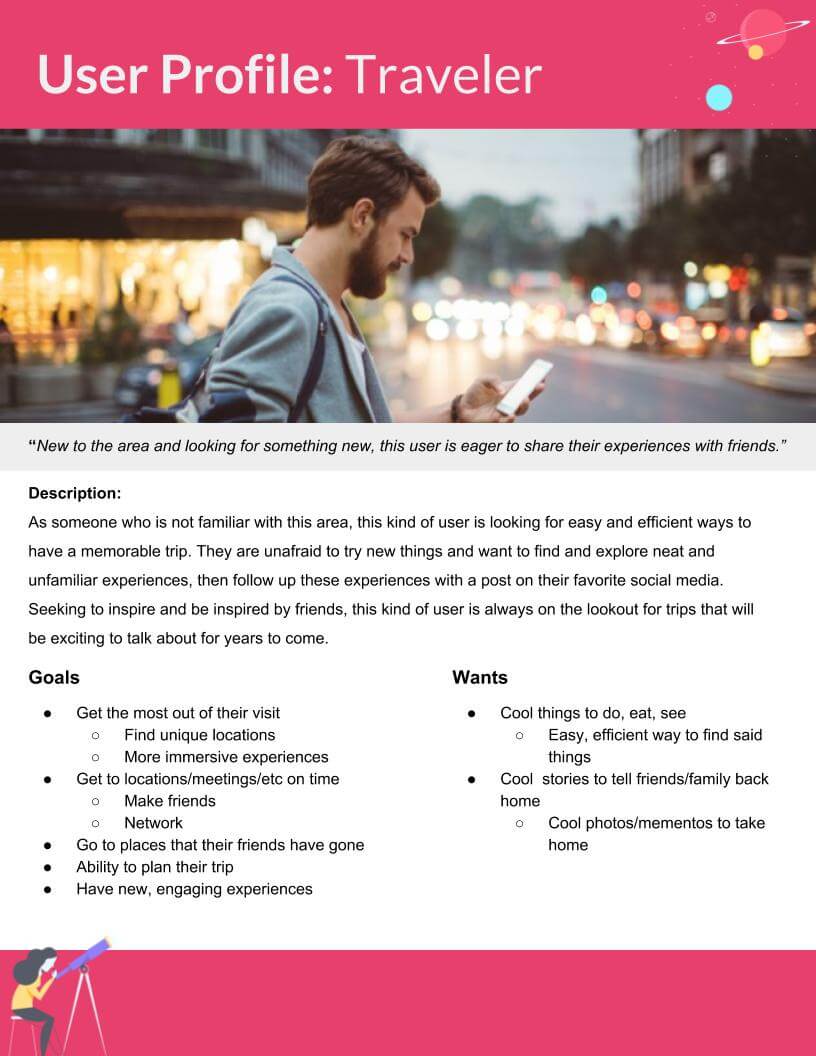 User Profile: Traveler
“New to the area and looking for something new, this user is eager to share their experiences with friends.”
Description:
As someone who is not familiar with this area, this kind of user is looking for easy and efficient ways to
have a memorable trip. They are unafraid to try new things and want to find and explore neat and
unfamiliar experiences, then follow up these experiences with a post on their favorite social media.
Seeking to inspire and be inspired by friends, this kind of user is always on the lookout for trips that will
be exciting to talk about for years to come.
Goals
● Get the most out of their visit
○ Find unique locations
○ More immersive experiences
● Get to locations/meetings/etc on time
○ Make friends
○ Network
● Go to places that their friends have gone
● Ability to plan their trip
● Have new, engaging experiences
Wants
● Cool things to do, eat, see
○ Easy, efficient way to find said
things
● Cool  stories to tell friends/family back
home
○ Cool photos/mementos to take
home